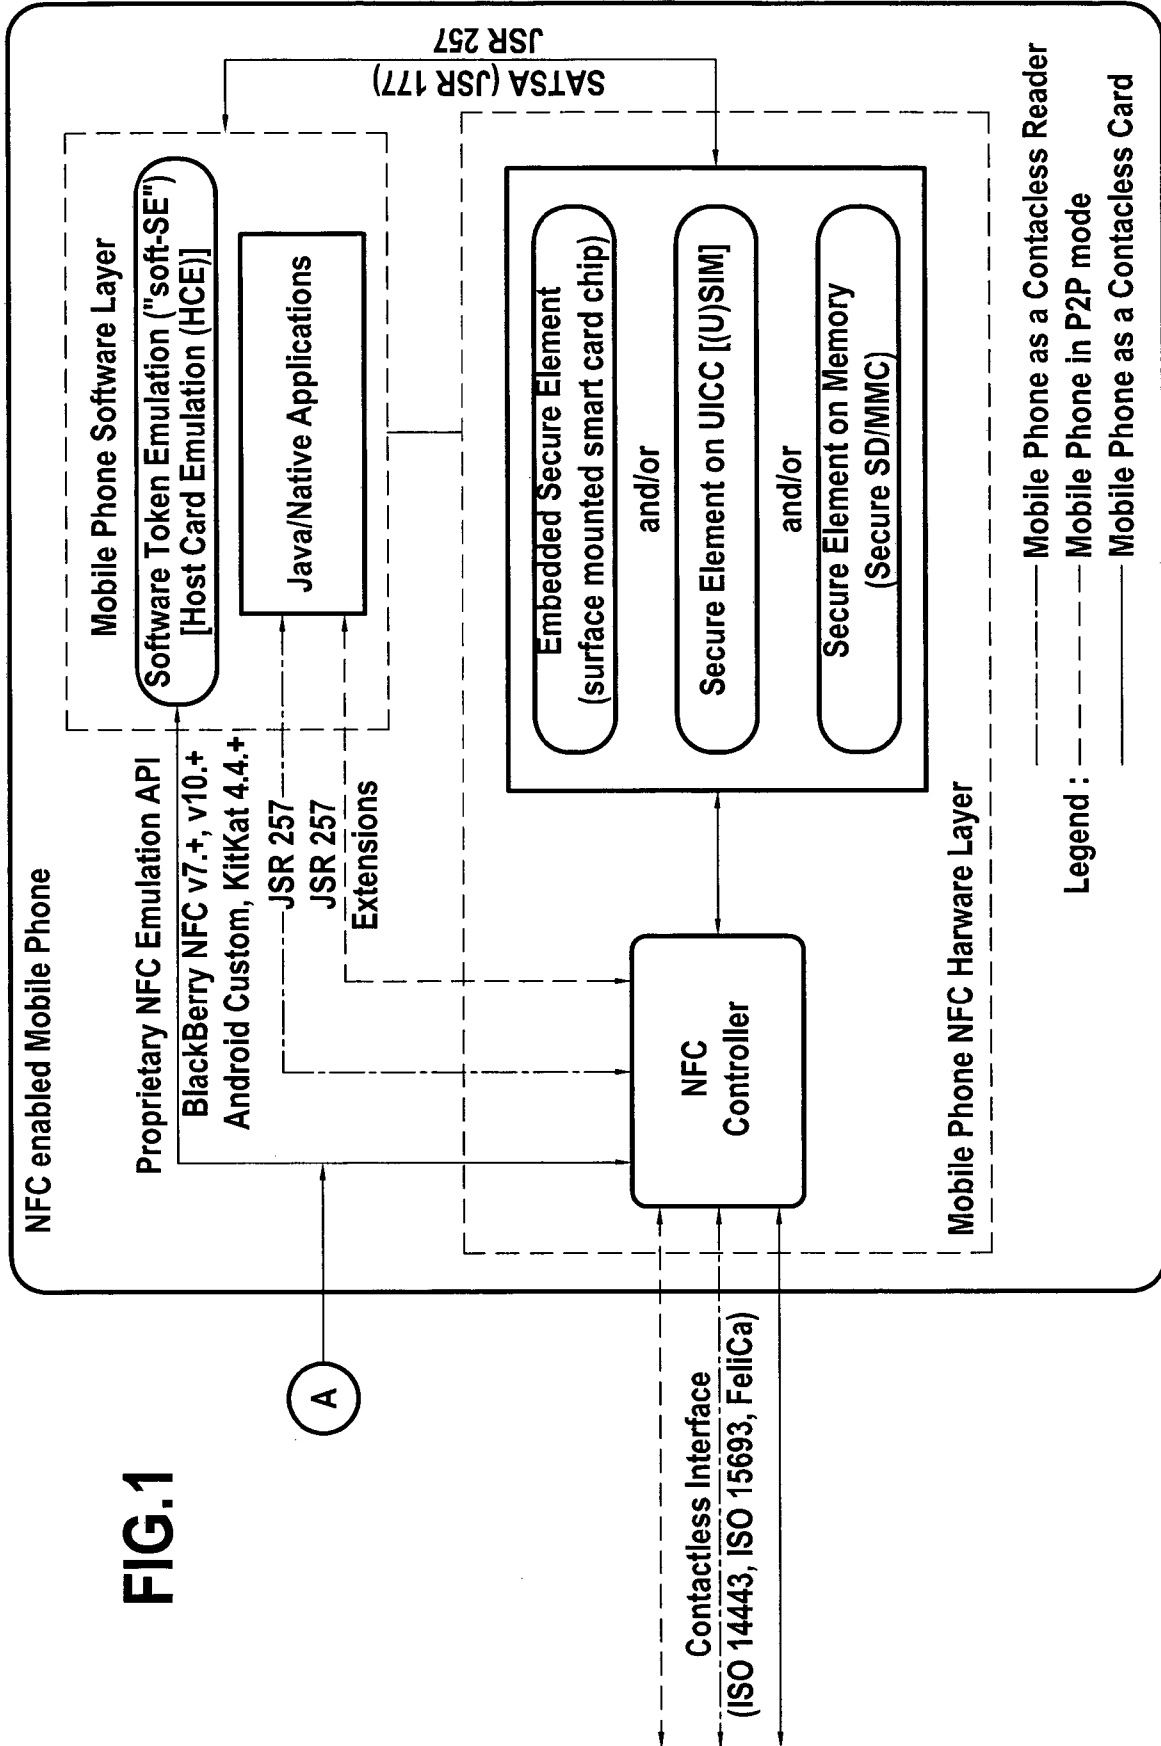 FIG.1
NFC enabled Mobile Phone
Mobile Phone Software Layer
Software Token Emulation ("soft-SE")
[Host Card Emulation (HCE)]
Java/Native Applications
Proprietary NFC Emulation API
BlackBerry NFC v7.+, v10.+
Android Custom, KitKat 4.4.+
JSR 257
JSR 257
Extensions
SATSA (JSR 177)
JSR 257
A
NFC
Controller
Embedded Secure Element
(surface mounted smart card chip)
and/or
Secure Element on UICC [(U)SIM]
and/or
Secure Element on Memory
(Secure SD/MMC)
Mobile Phone NFC Harware Layer
Contactless Interface
(ISO 14443, ISO 15693, FeliCa)
Legend :
Mobile Phone as a Contacless Reader
Mobile Phone in P2P mode
Mobile Phone as a Contacless Card